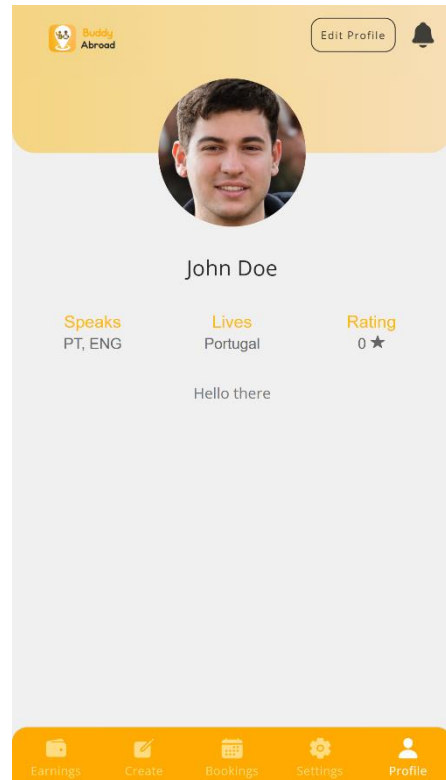 Buddy
Abroad
Edit Profile
John Doe
Speaks Lives Rating
PT, ENG Portugal 0 ★
Hello there
Earnings Create Bookings Settings Profile